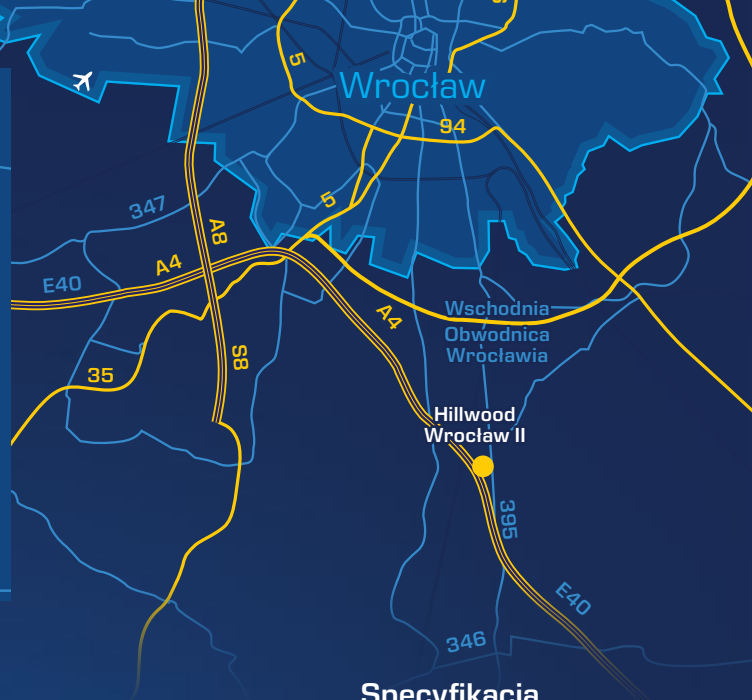 5
Wrocław
94
5
347
A8
A4
E40
A4
Wschodnia
Obwodnica
Wrocławia
S8
35
Hillwood
Wrocław II
395
E40
346
Specyfikacja